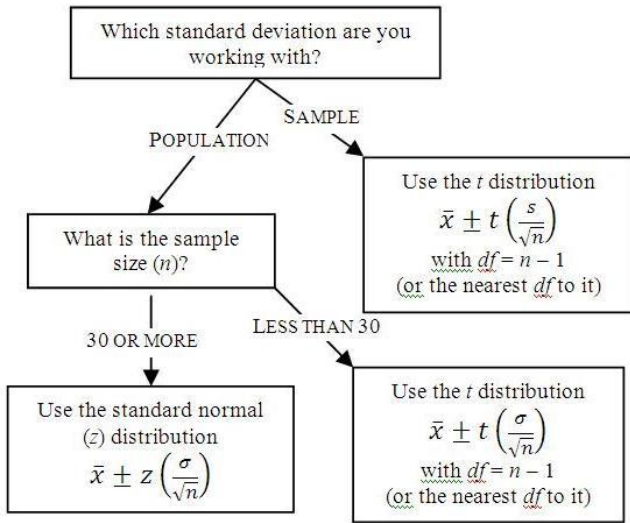 Which standard deviation are you
working with?
SAMPLE
POPULATION
Use the t distribution
x̄ ± t (s/√n)
with df = n – 1
(or the nearest df to it)
What is the sample
size (n)?
30 OR MORE
LESS THAN 30
Use the standard normal
(z) distribution
x̄ ± z (σ/√n)
Use the t distribution
x̄ ± t (σ/√n)
with df = n – 1
(or the nearest df to it)